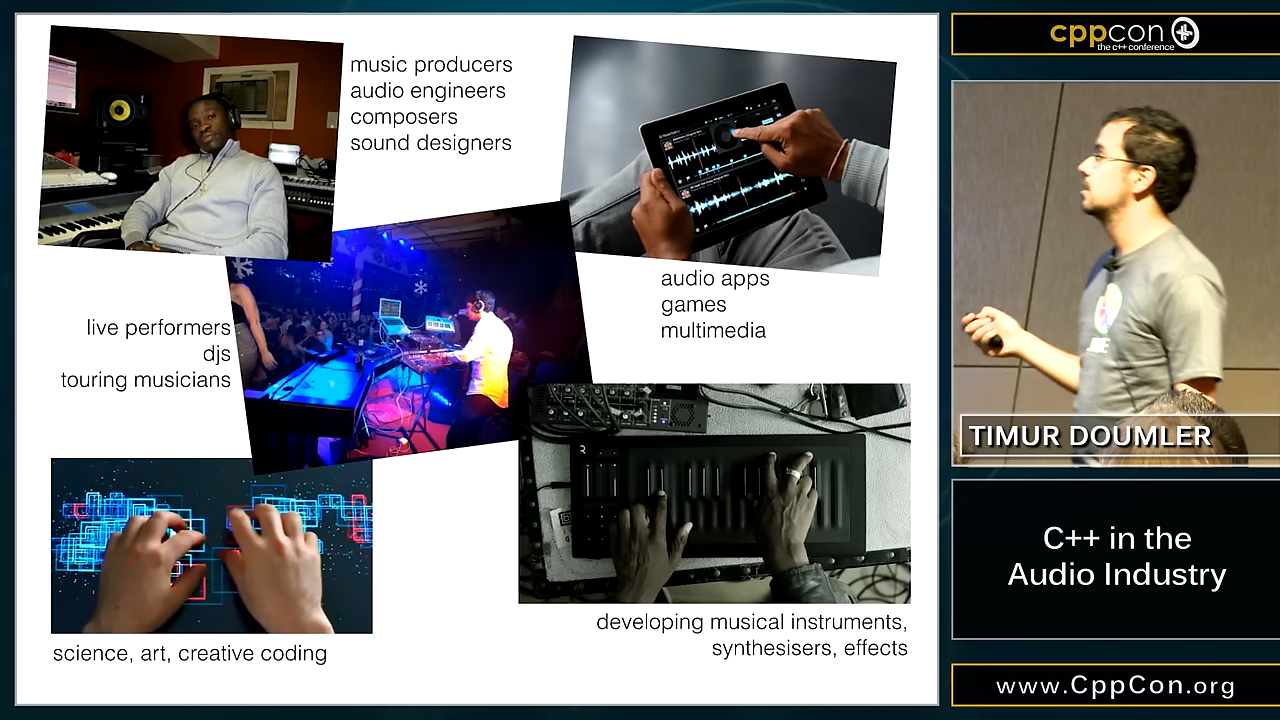 music producers
audio engineers
composers
sound designers
audio apps
games
multimedia
live performers
djs
touring musicians
developing musical instruments,
synthesisers, effects
science, art, creative coding
cppcon
the c++ conference
TIMUR DOUMLER
C++ in the
Audio Industry
www.CppCon.org